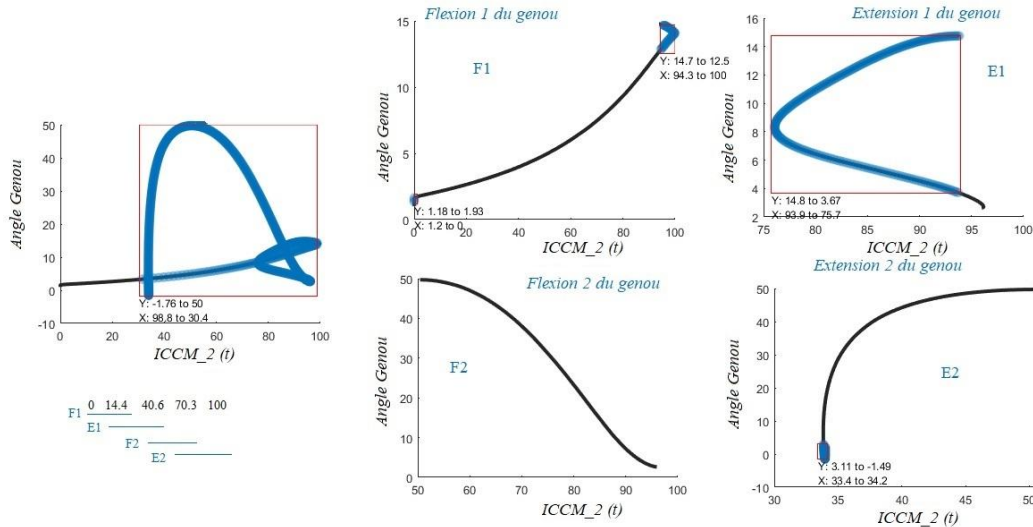 Angle Genou
50
40
30
20
10
0
-10
0 20 40 60 80 100
ICCM_2 (t)
Y: -1.76 to 50
X: 98.8 to 30.4
0 14.4 40.6 70.3 100
F1
E1
F2
E2
Flexion 1 du genou
Angle Genou
15
10
5
0
F1
Y: 14.7 to 12.5
X: 94.3 to 100
Y: 1.18 to 1.93
X: 1.2 to 0
0 20 40 60 80 100
ICCM_2 (t)
Extension 1 du genou
Angle Genou
16
14
12
10
8
6
4
2
E1
Y: 14.8 to 3.67
X: 93.9 to 75.7
75 80 85 90 95 100
ICCM_2 (t)
Flexion 2 du genou
Angle Genou
50
40
30
20
10
0
F2
50 60 70 80 90 100
ICCM_2 (t)
Extension 2 du genou
Angle Genou
50
40
30
20
10
0
-10
E2
Y: 3.11 to -1.49
X: 33.4 to 34.2
30 40 50
ICCM_2 (t)